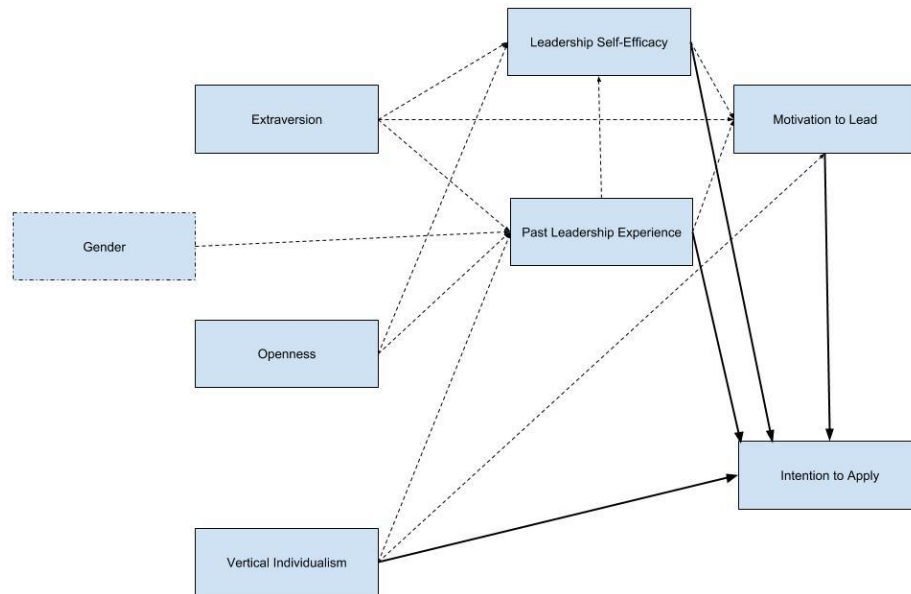 Leadership Self-Efficacy
Extraversion
Motivation to Lead
Past Leadership Experience
Gender
Openness
Intention to Apply
Vertical Individualism